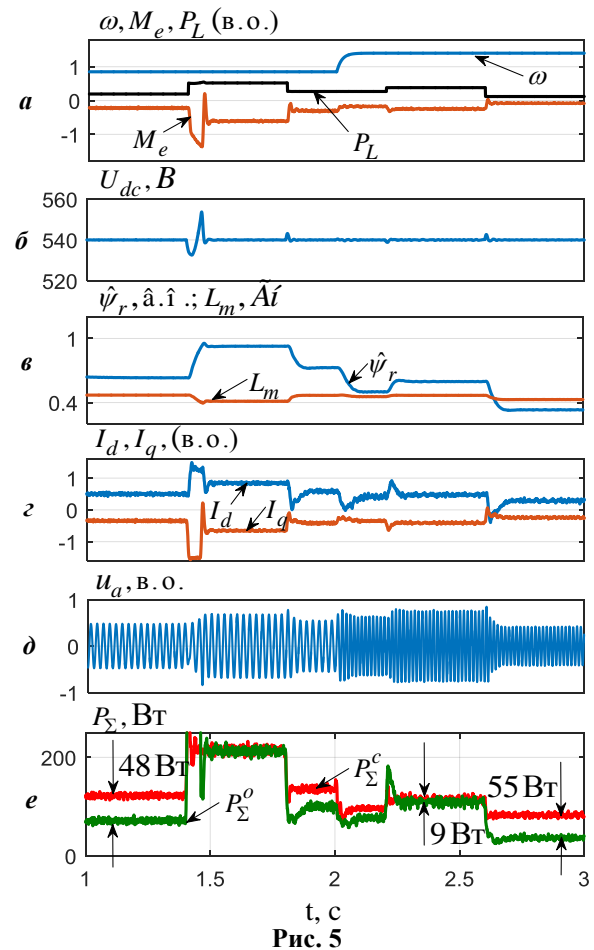 ω, M_e, P_L (в.о.)
1
0
-1
a
ω
M_e
P_L
U_dc, В
560
540
520
б
ψ̂_r, â.î .; L_m, Ãí
1
0.4
в
ψ̂_r
L_m
I_d, I_q, (в.о.)
1
0
-1
г
I_d
I_q
u_a, в.о.
1
0
-1
д
P_Σ, Вт
200
0
е
48 Вт
P_Σ^o
P_Σ^c
9 Вт
55 Вт
1 1.5 2 2.5 3
t, c
Рис. 5